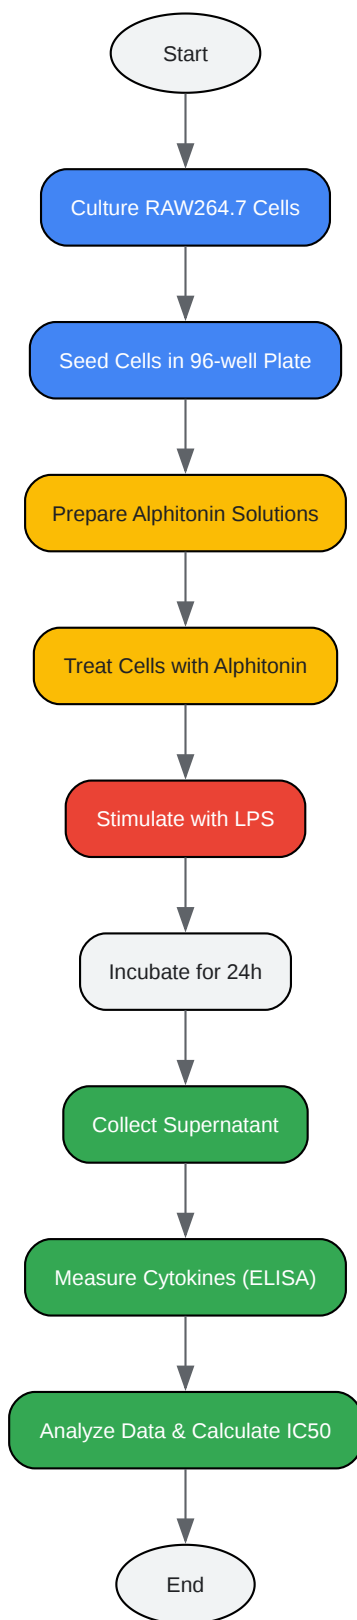 Start
Culture RAW264.7 Cells
Seed Cells in 96-well Plate
Prepare Alphitonin Solutions
Treat Cells with Alphitonin
Stimulate with LPS
Incubate for 24h
Collect Supernatant
Measure Cytokines (ELISA)
Analyze Data & Calculate IC50
End